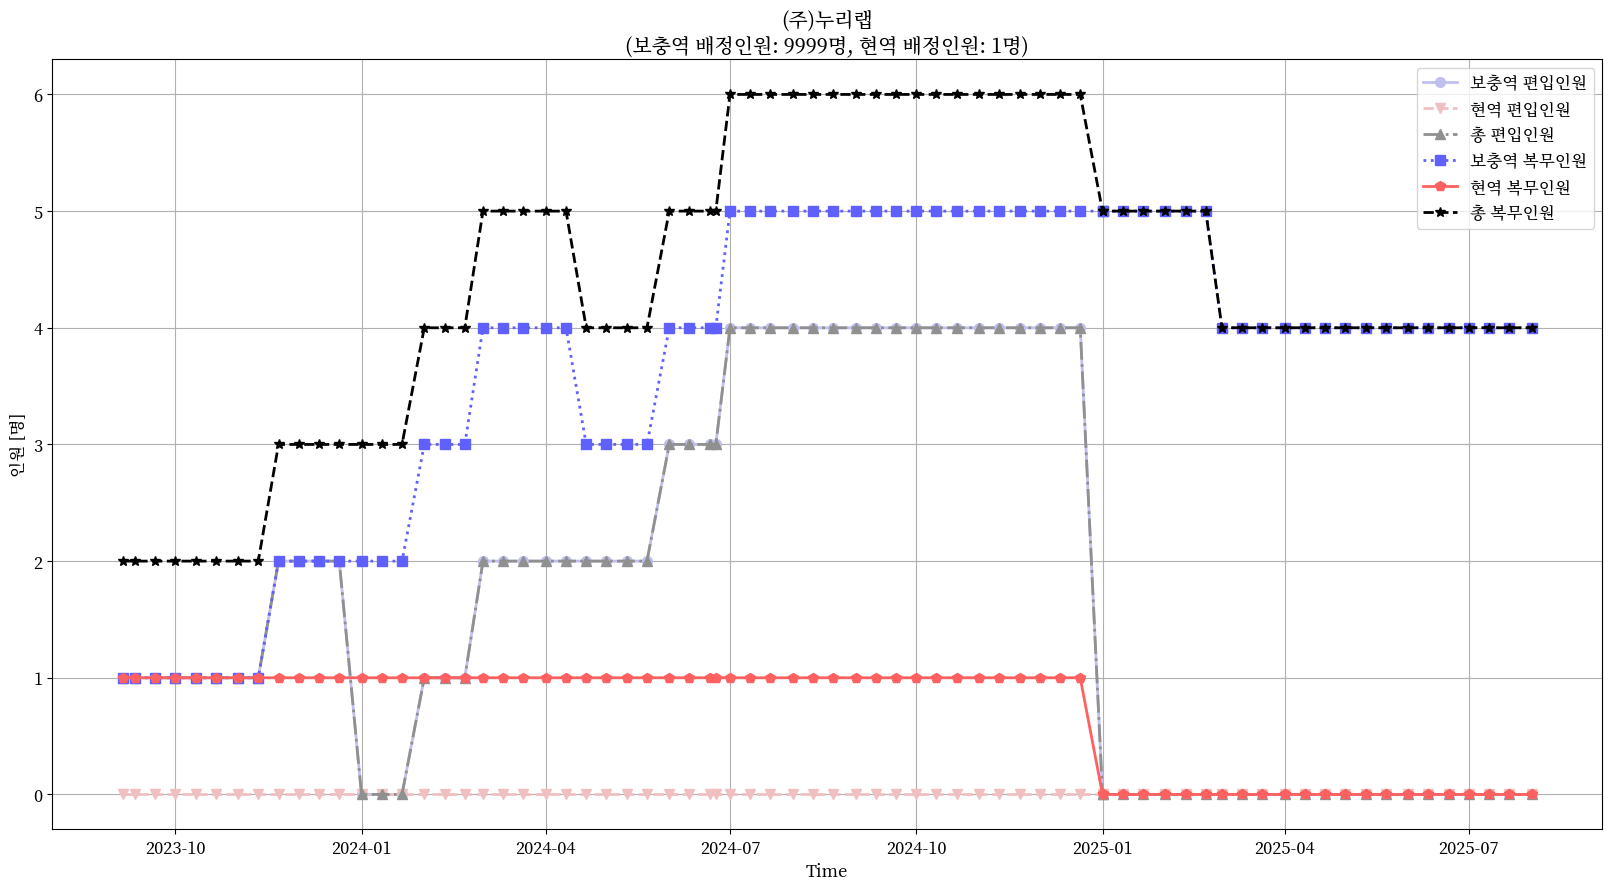 (주)누리랩
(보충역 배정인원: 9999명, 현역 배정인원: 1명)
보충역 편입인원
현역 편입인원
총 편입인원
보충역 복무인원
현역 복무인원
총 복무인원
인원 [명]
6
5
4
3
2
1
0
2023-10
2024-01
2024-04
2024-07
2024-10
2025-01
2025-04
2025-07
Time